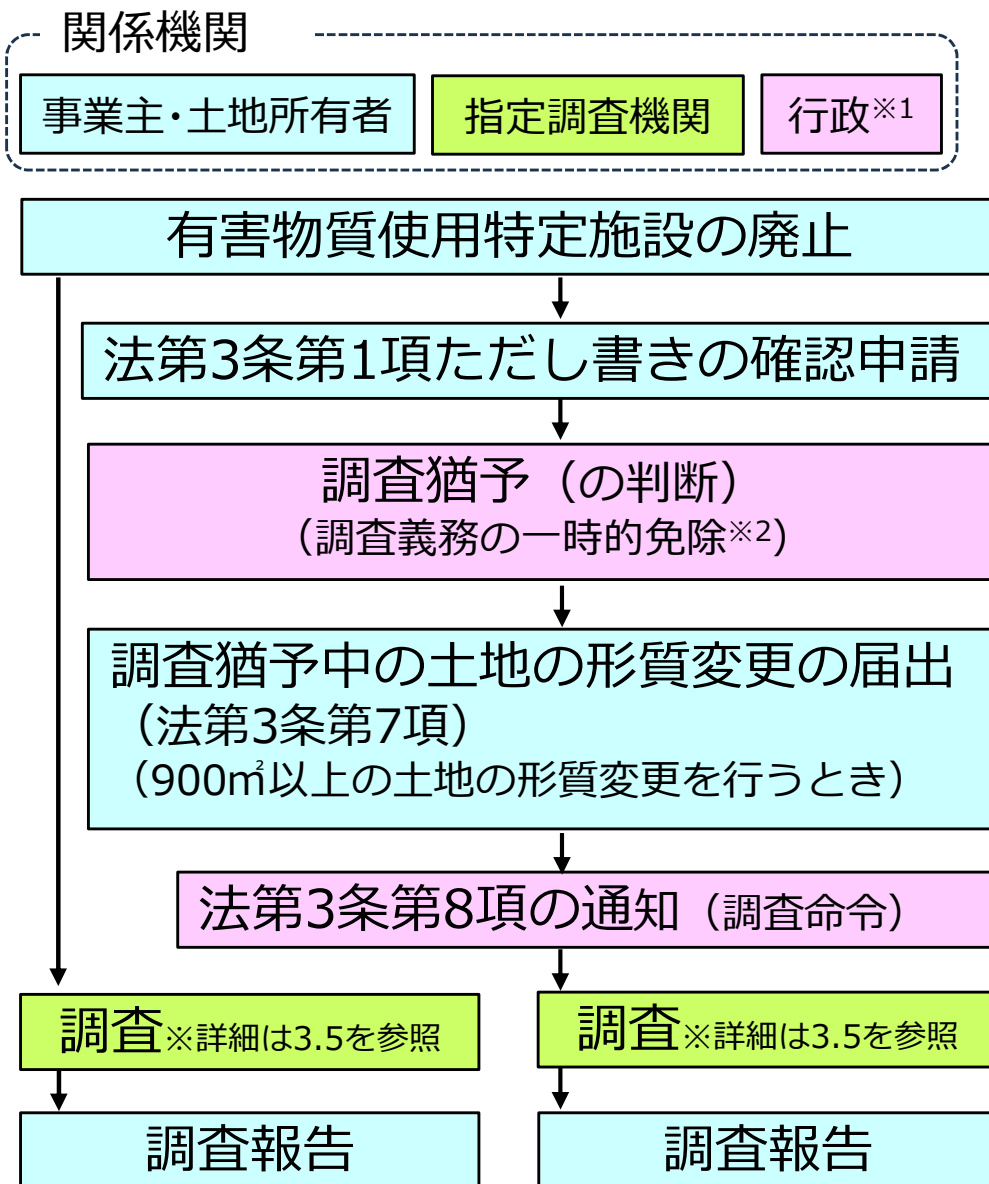 関係機関
事業主・土地所有者
指定調査機関
行政※1
有害物質使用特定施設の廃止
法第3条第1項ただし書きの確認申請
調査猶予（の判断）
（調査義務の一時的免除※2）
調査猶予中の土地の形質変更の届出
（法第3条第7項）
（900㎡以上の土地の形質変更を行うとき）
法第3条第8項の通知（調査命令）
調査※詳細は3.5を参照
調査※詳細は3.5を参照
調査報告
調査報告